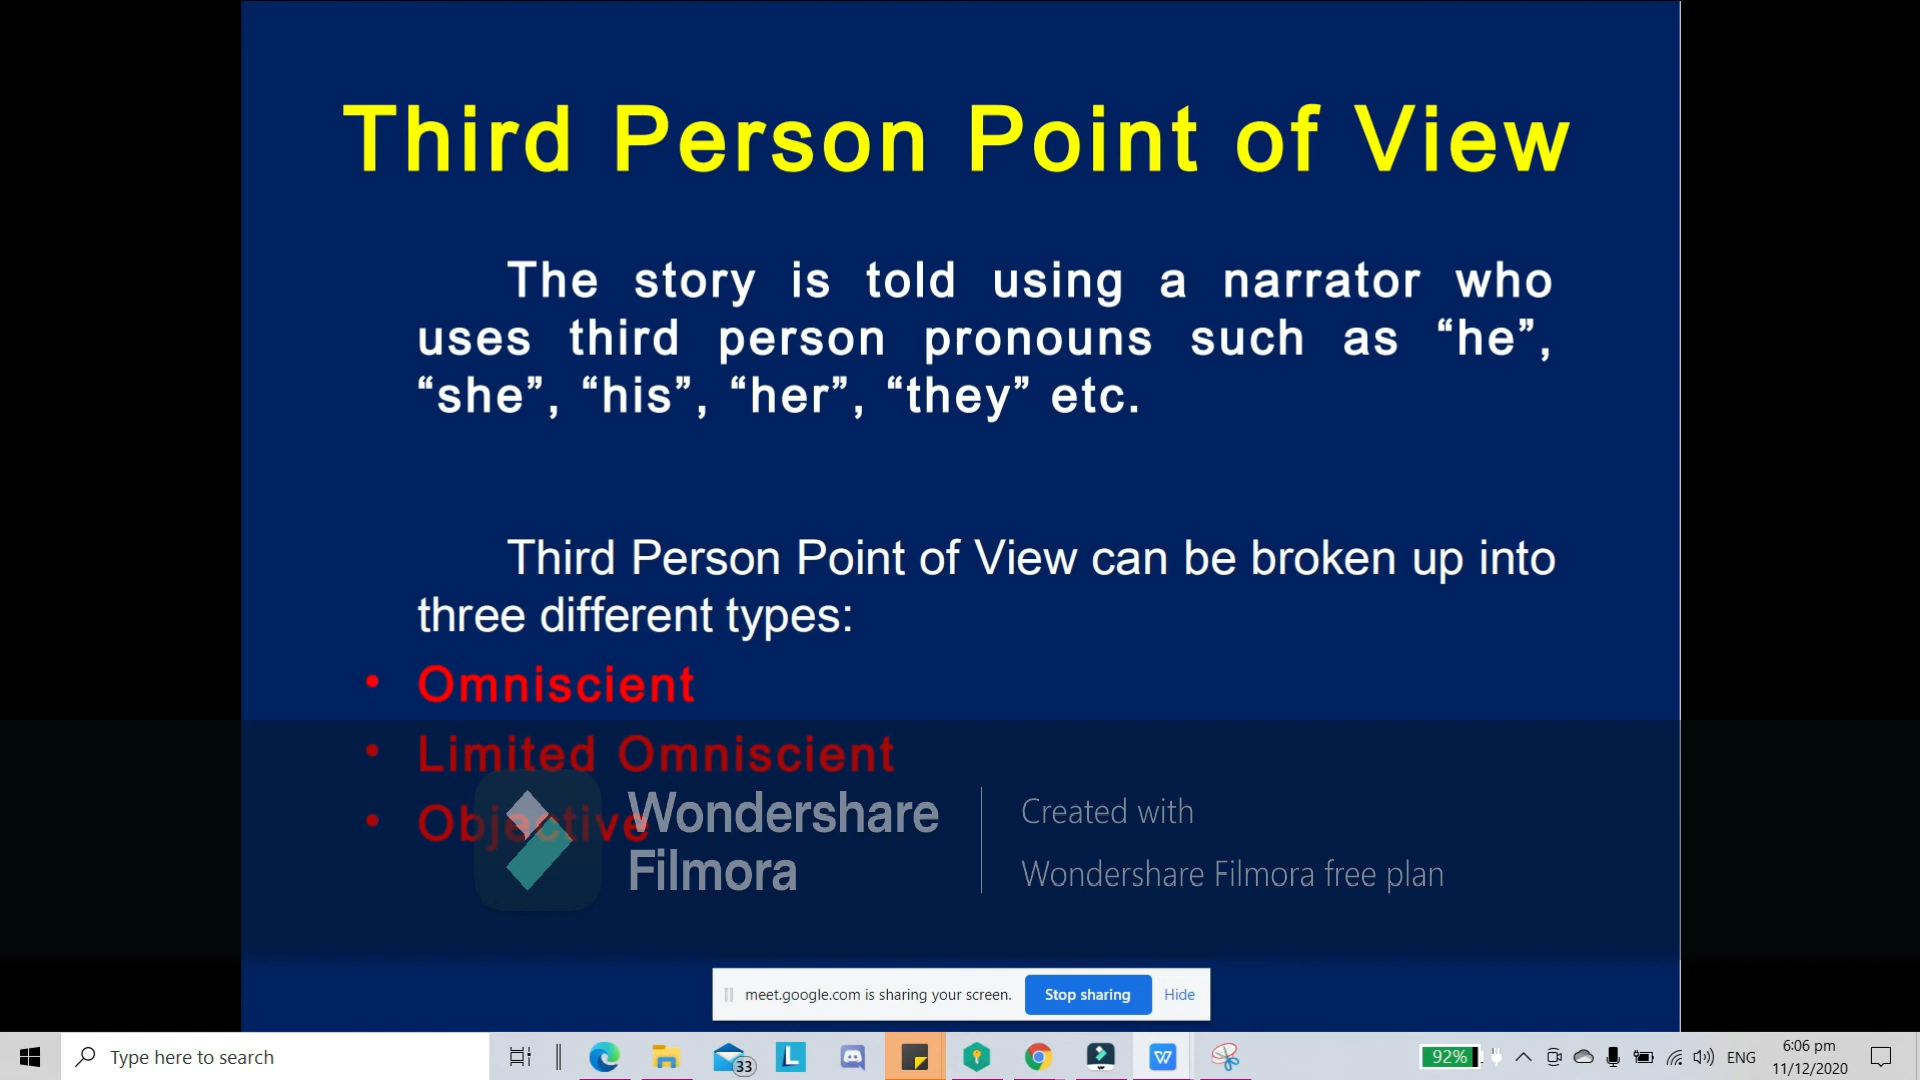 Third Person Point of View
The story is told using a narrator who
uses third person pronouns such as “he”,
“she”, “his”, “her”, “they” etc.
Third Person Point of View can be broken up into
three different types:
• Omniscient
• Limited Omniscient
• Objective
Wondershare
Filmora
Created with
Wondershare Filmora free plan
meet.google.com is sharing your screen. Stop sharing Hide
Type here to search
33
L
W
92%
ENG
6:06 pm
11/12/2020